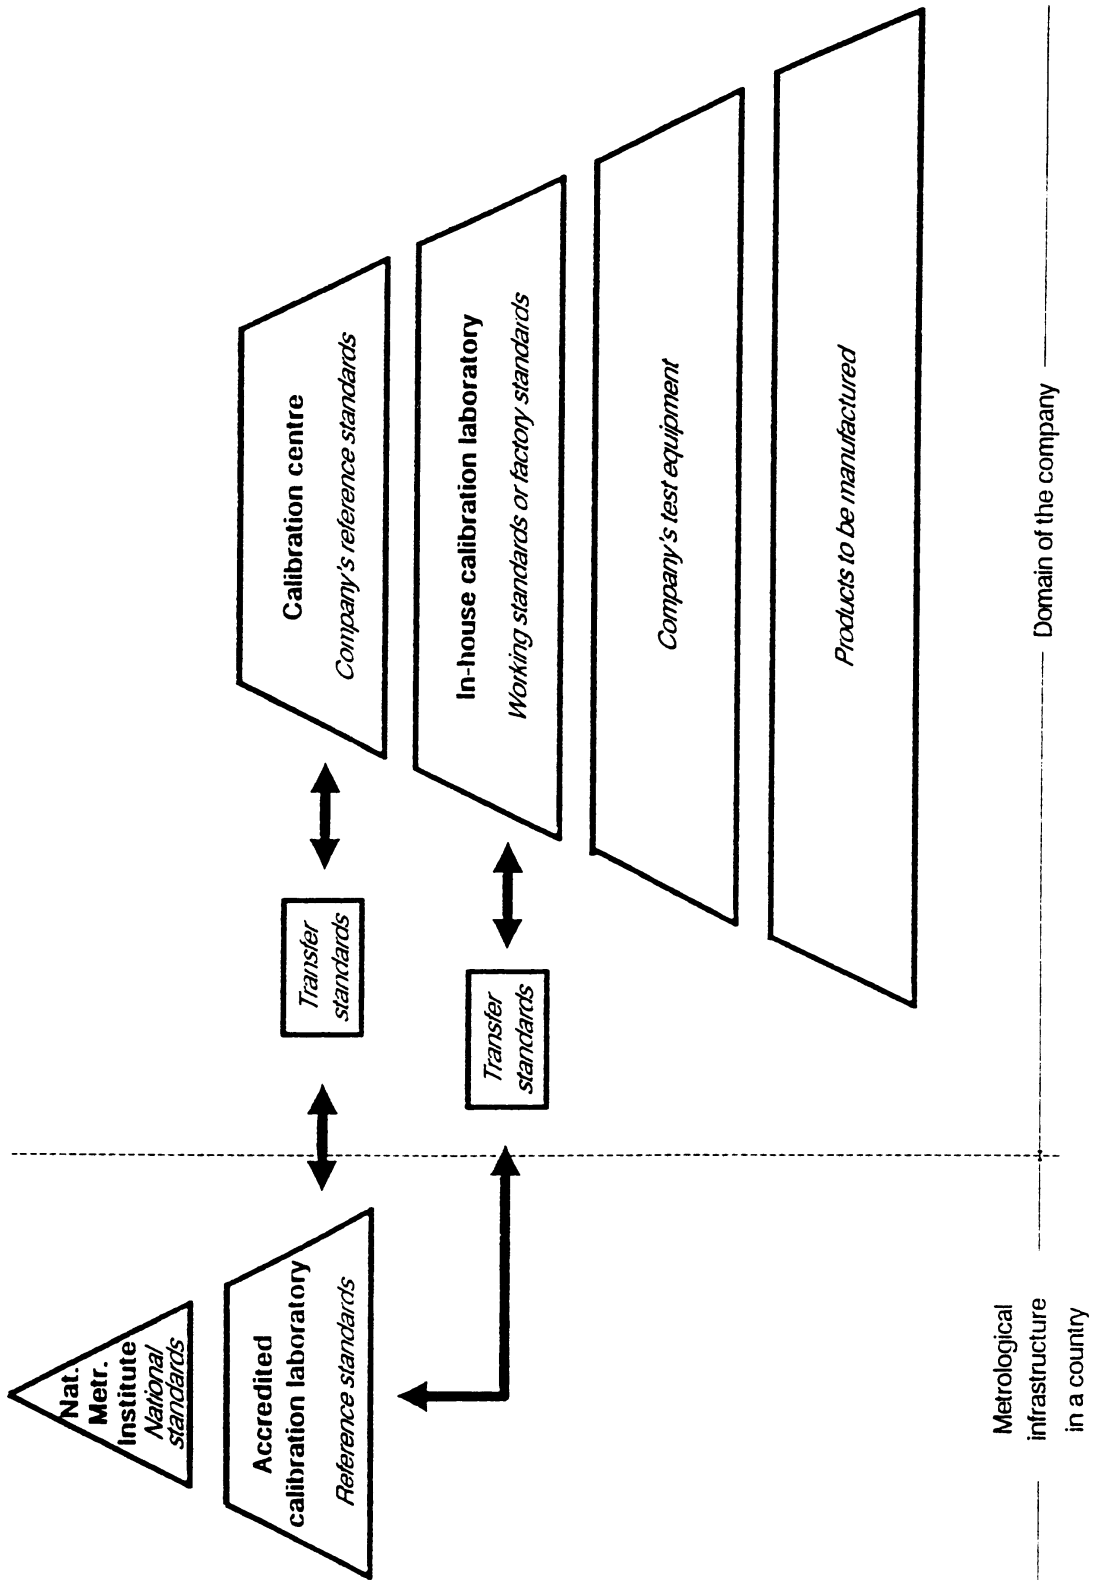 Nat.
Metr.
Institute
National
standards
Accredited
calibration laboratory
Reference standards
Transfer
standards
Transfer
standards
Calibration centre
Company's reference standards
In-house calibration laboratory
Working standards or factory standards
Company's test equipment
Products to be manufactured
Metrological
infrastructure
in a country
Domain of the company